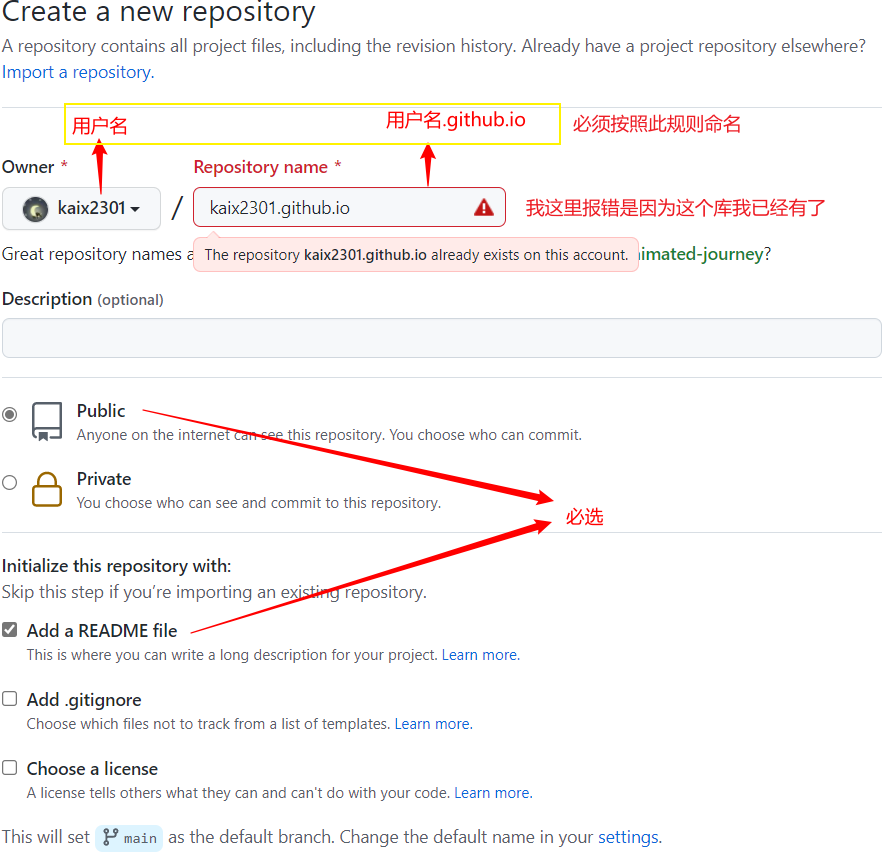 Create a new repository
A repository contains all project files, including the revision history. Already have a project repository elsewhere?
Import a repository.
用户名 用户名.github.io 必须按照此规则命名
Owner * Repository name *
kaix2301 / kaix2301.github.io 我这里报错是因为这个库我已经有了
Great repository names a imated-journey?
The repository kaix2301.github.io already exists on this account.
Description (optional)
Public
Anyone on the internet can see this repository. You choose who can commit.
Private
You choose who can see and commit to this repository.
必选
Initialize this repository with:
Skip this step if you’re importing an existing repository.
Add a README file
This is where you can write a long description for your project. Learn more.
Add .gitignore
Choose which files not to track from a list of templates. Learn more.
Choose a license
A license tells others what they can and can't do with your code. Learn more.
This will set main as the default branch. Change the default name in your settings.